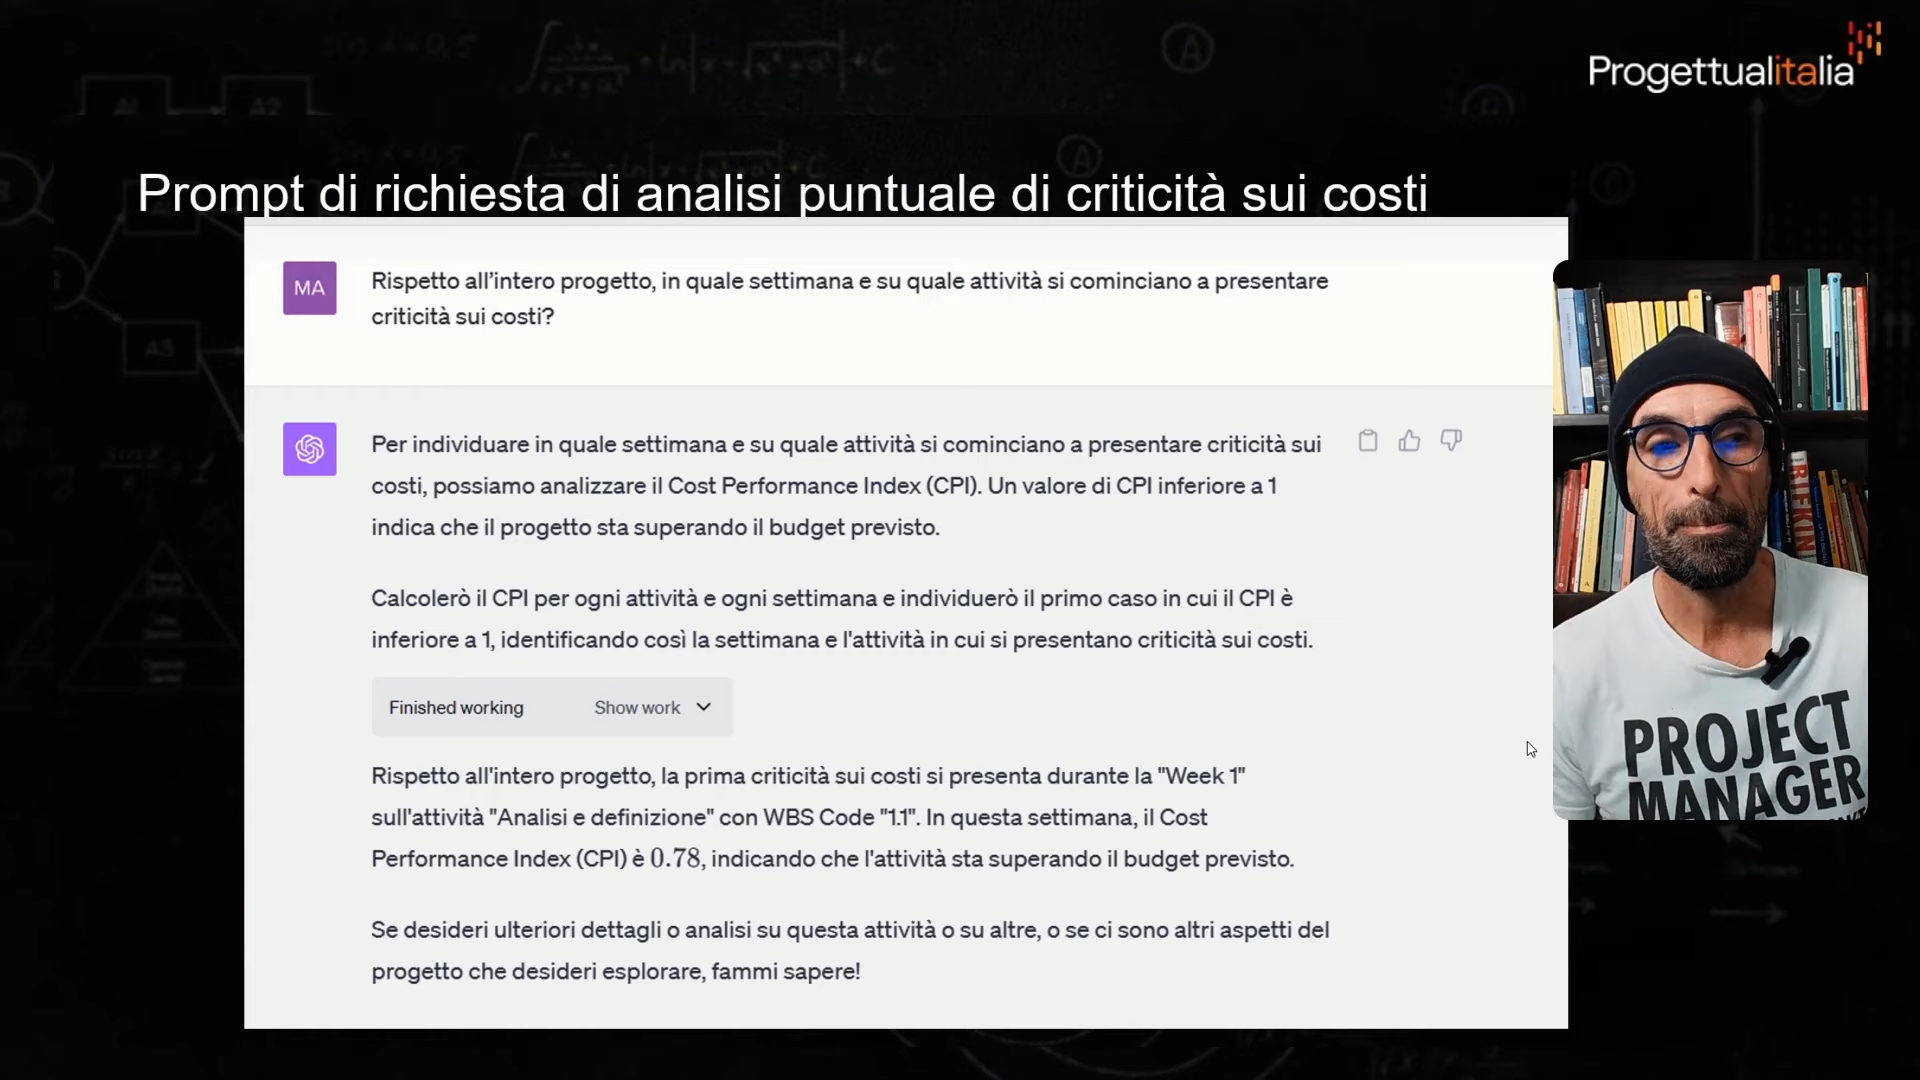 Progettualitalia
Prompt di richiesta di analisi puntuale di criticità sui costi
MA
Rispetto all’intero progetto, in quale settimana e su quale attività si cominciano a presentare
criticità sui costi?
Per individuare in quale settimana e su quale attività si cominciano a presentare criticità sui
costi, possiamo analizzare il Cost Performance Index (CPI). Un valore di CPI inferiore a 1
indica che il progetto sta superando il budget previsto.
Calcolerò il CPI per ogni attività e ogni settimana e individuerò il primo caso in cui il CPI è
inferiore a 1, identificando così la settimana e l'attività in cui si presentano criticità sui costi.
Finished working Show work
Rispetto all'intero progetto, la prima criticità sui costi si presenta durante la "Week 1"
sull'attività "Analisi e definizione" con WBS Code "1.1". In questa settimana, il Cost
Performance Index (CPI) è 0.78, indicando che l'attività sta superando il budget previsto.
Se desideri ulteriori dettagli o analisi su questa attività o su altre, o se ci sono altri aspetti del
progetto che desideri esplorare, fammi sapere!
PROJECT
MANAGER